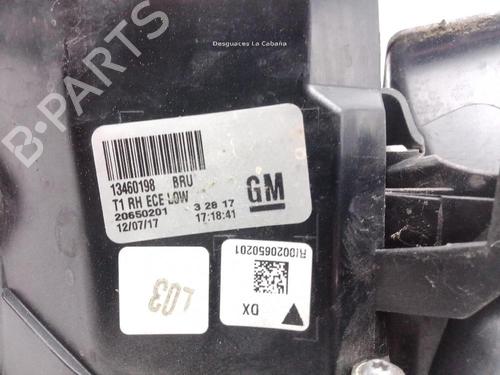 Desguaces La Cabaña
B-PARTS
13460198 BRU
T1 RH ECE LOW
20650201 3 28 17
12/07/17 17:18:41
GM
L03
DX
R/0020650201